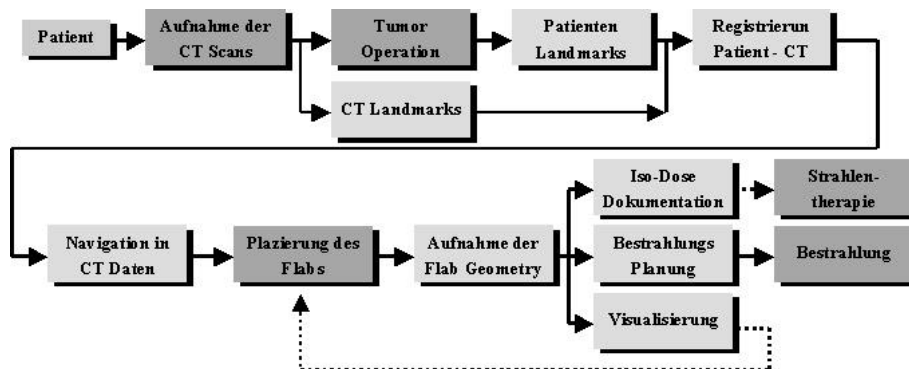 Patient
Aufnahme der
CT Scans
Tumor
Operation
Patienten
Landmarks
Registrierun
Patient - CT
CT Landmarks
Navigation in
CT Daten
Plazierung des
Flabs
Aufnahme der
Flab Geometry
Iso-Dose
Dokumentation
Strahlen-
therapie
Bestrahlungs
Planung
Bestrahlung
Visualisierung